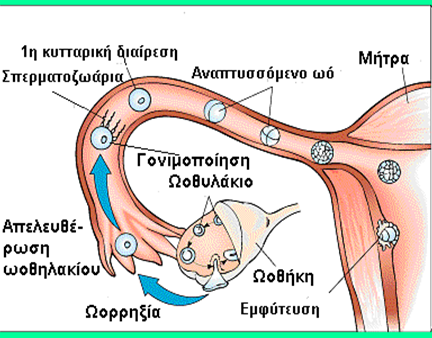 1η κυτταρική διαίρεση
Σπερματοζωάρια
Αναπτυσσόμενο ωό
Μήτρα
Γονιμοποίηση
Ωοθυλάκιο
Απελευθέ-
ρωση
ωοθηλακίου
Ωορρηξία
Ωοθήκη
Εμφύτευση